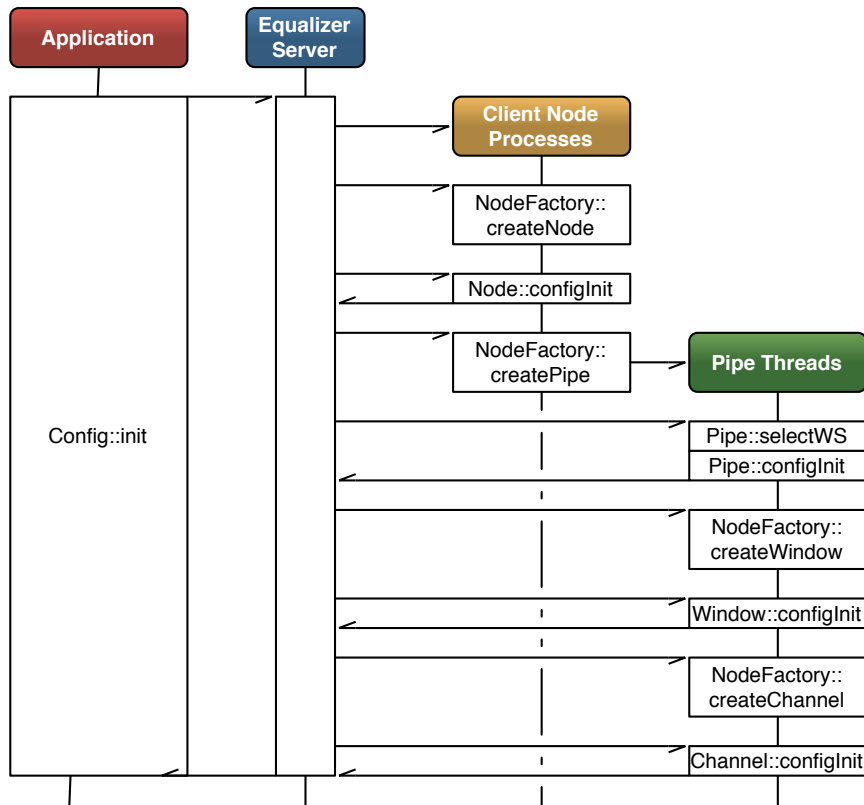 Application
Equalizer
Server
Client Node
Processes
NodeFactory::
createNode
Node::configInit
NodeFactory::
createPipe
Pipe Threads
Config::init
Pipe::selectWS
Pipe::configInit
NodeFactory::
createWindow
Window::configInit
NodeFactory::
createChannel
Channel::configInit